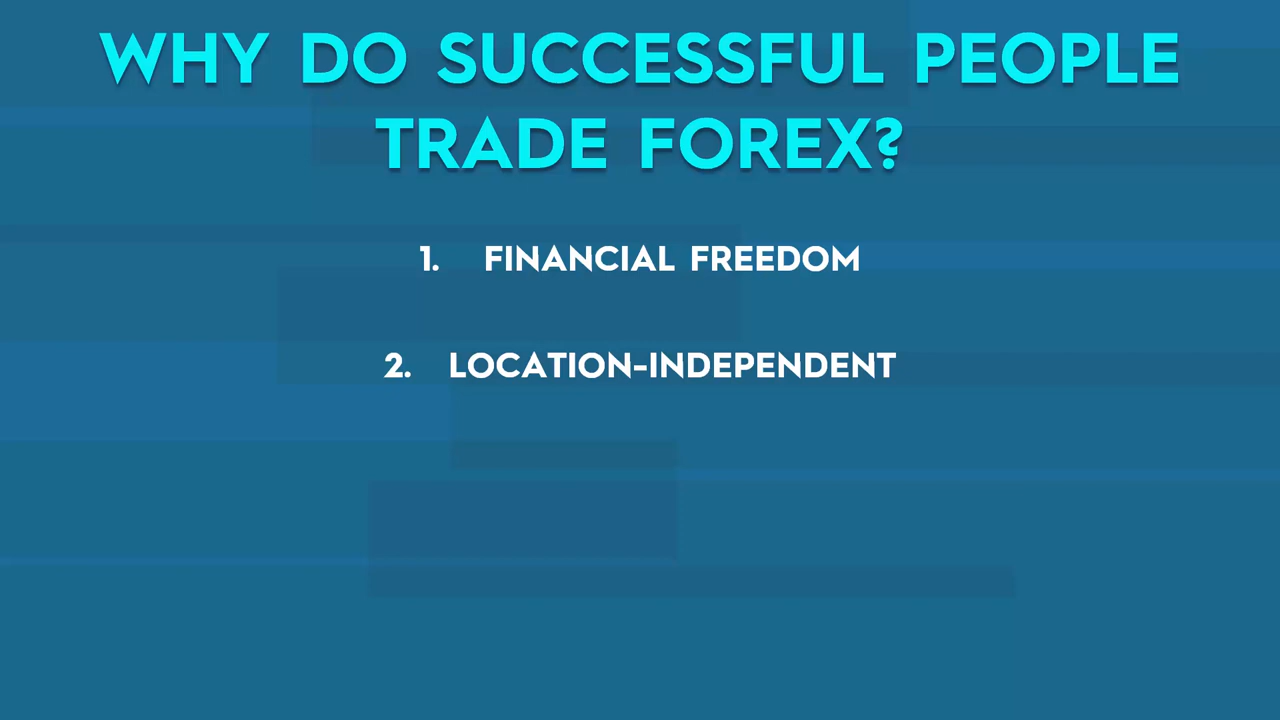 WHY DO SUCCESSFUL PEOPLE
TRADE FOREX?
1. FINANCIAL FREEDOM
2. LOCATION-INDEPENDENT